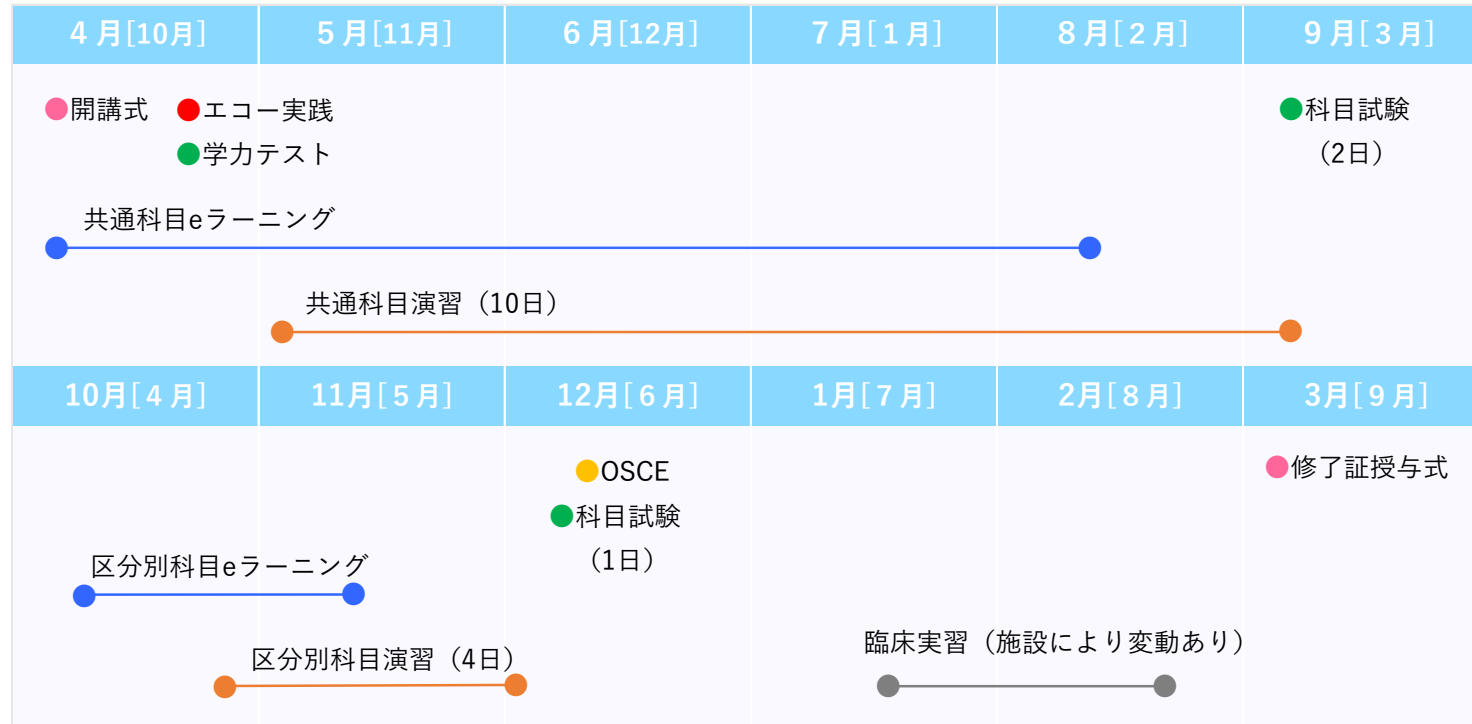 4月[10月] 5月[11月] 6月[12月] 7月[1月] 8月[2月] 9月[3月]
開講式 エコー実践 科目試験
学力テスト (2日)
共通科目eラーニング
共通科目演習（10日）
10月[4月] 11月[5月] 12月[6月] 1月[7月] 2月[8月] 3月[9月]
OSCE 修了証授与式
科目試験
(1日)
区分別科目eラーニング
臨床実習（施設により変動あり）
区分別科目演習（4日）